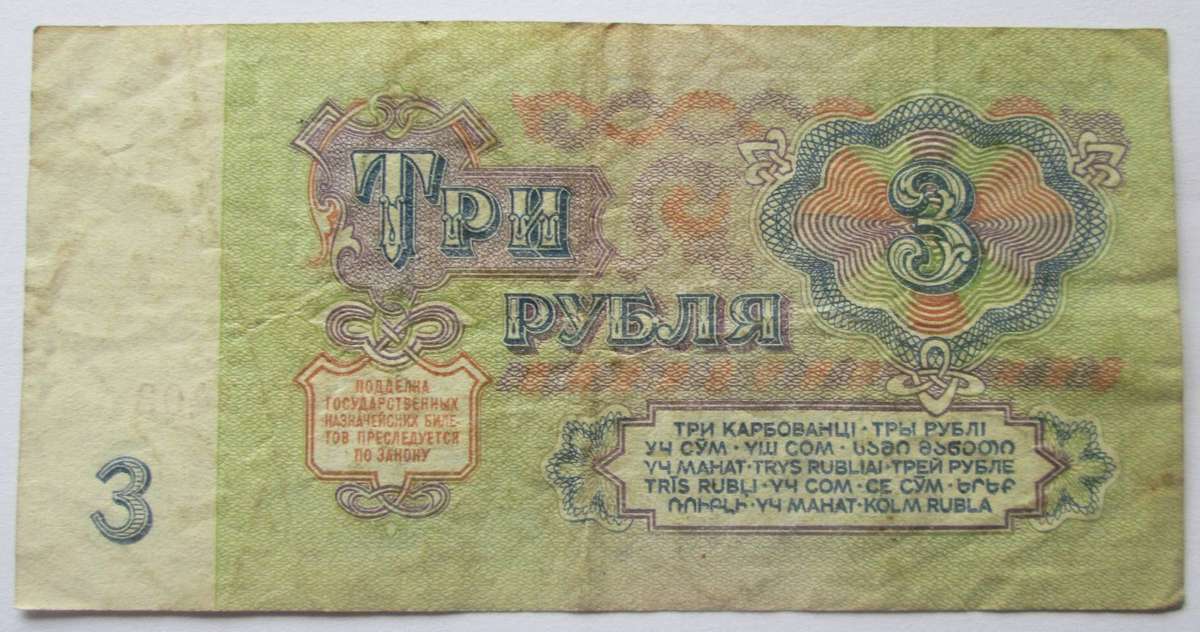 ТРИ
РУБЛЯ
3
ПОДДЕЛКА
ГОСУДАРСТВЕННЫХ
КАЗНАЧЕЙСКИХ БИЛЕ-
ТОВ ПРЕСЛЕДУЕТСЯ
ПО ЗАКОНУ
3
ТРИ КАРБОВАНЦІ · ТРЫ РУБЛІ
УЧ СЎМ · ҮШ СОМ · ᲡᲐᲛᲘ ᲛᲐᲜᲔᲗᲘ
УЧ МАНАТ · TRYS RUBLIAI · ТРЕЙ РУБЛЕ
TRĪS RUBĻI · ҮЧ СОМ · СЕ СӮМ · ԵՐԵՔ
ՌՈՒԲԼԻ · ҮЧ МАНАТ · KOLM RUBLA